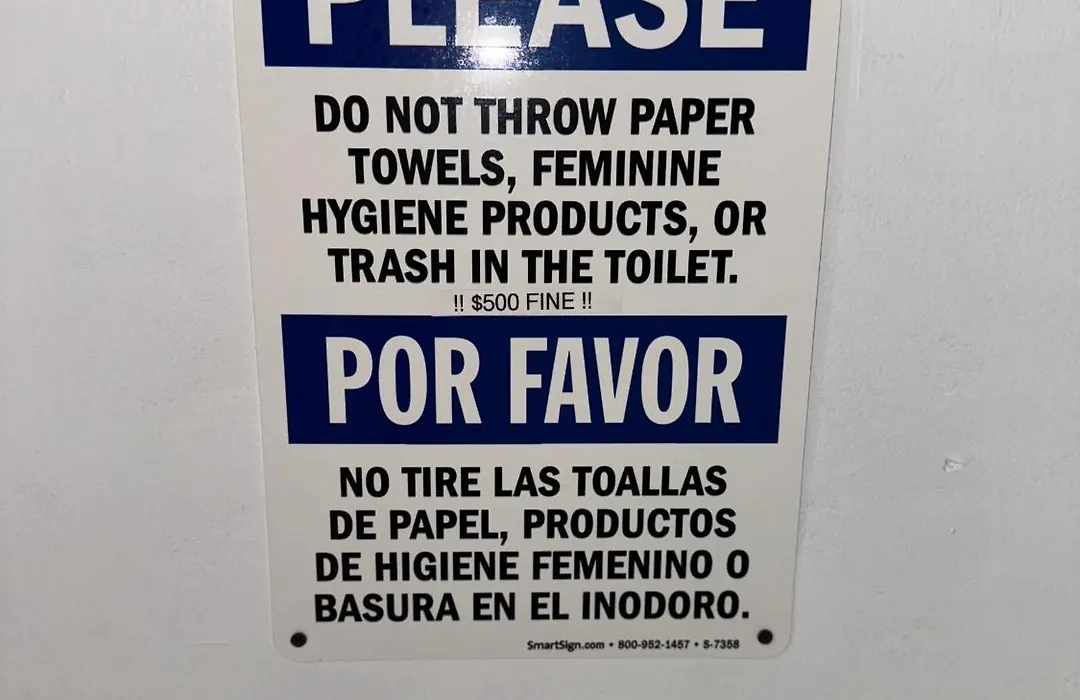 PLEASE
DO NOT THROW PAPER
TOWELS, FEMININE
HYGIENE PRODUCTS, OR
TRASH IN THE TOILET.
!! $500 FINE !!
POR FAVOR
NO TIRE LAS TOALLAS
DE PAPEL, PRODUCTOS
DE HIGIENE FEMENINO O
BASURA EN EL INODORO.
SmartSign.com • 800-952-1457 • S-7358